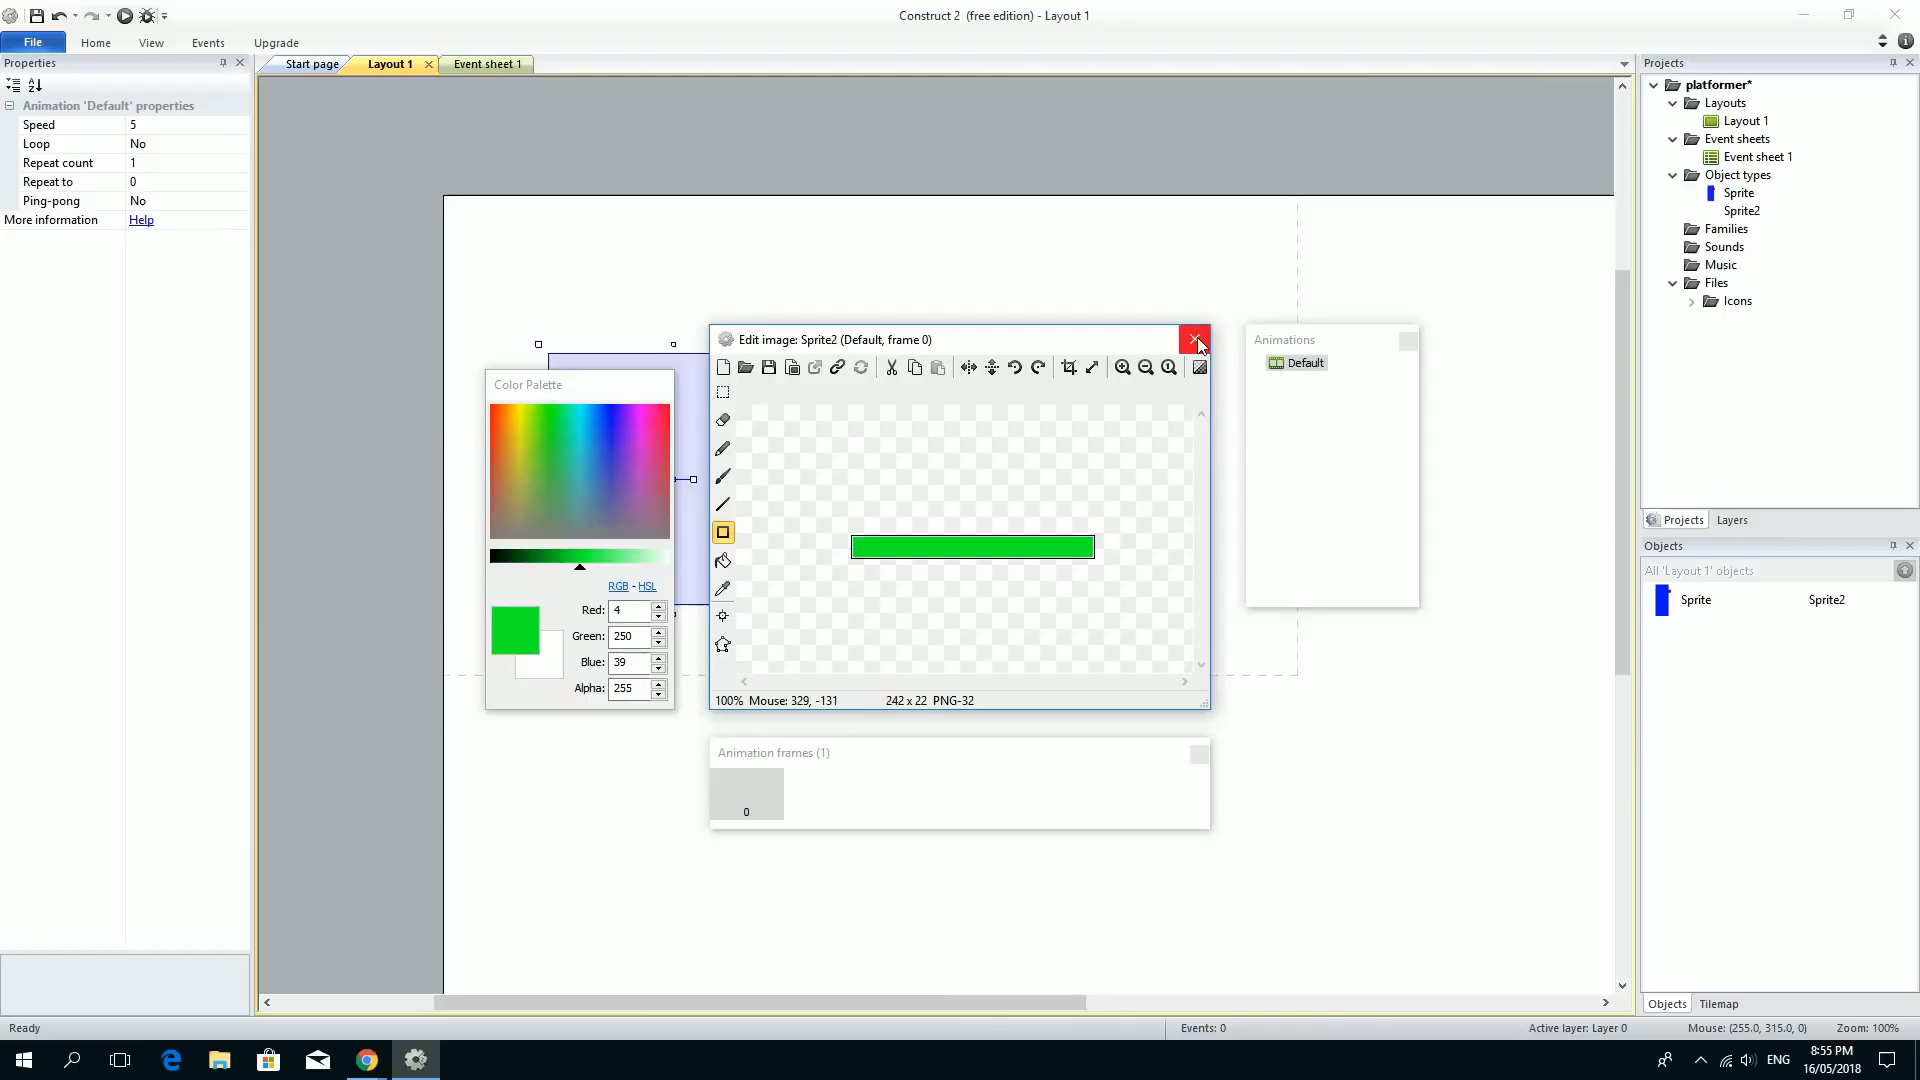 Construct 2 (free edition) - Layout 1
File Home View Events Upgrade
Properties
Animation 'Default' properties
Speed 5
Loop No
Repeat count 1
Repeat to 0
Ping-pong No
More information Help
Start page Layout 1 Event sheet 1
Color Palette
RGB - HSL
Red: 4
Green: 250
Blue: 39
Alpha: 255
Edit image: Sprite2 (Default, frame 0)
100% Mouse: 329, -131 242 x 22 PNG-32
Animations
Default
Animation frames (1)
0
Projects
platformer*
Layouts
Layout 1
Event sheets
Event sheet 1
Object types
Sprite
Sprite2
Families
Sounds
Music
Files
Icons
Projects Layers
Objects
All 'Layout 1' objects
Sprite Sprite2
Objects Tilemap
Ready Events: 0 Active layer: Layer 0 Mouse: (255.0, 315.0, 0) Zoom: 100%
ENG
8:55 PM
16/05/2018